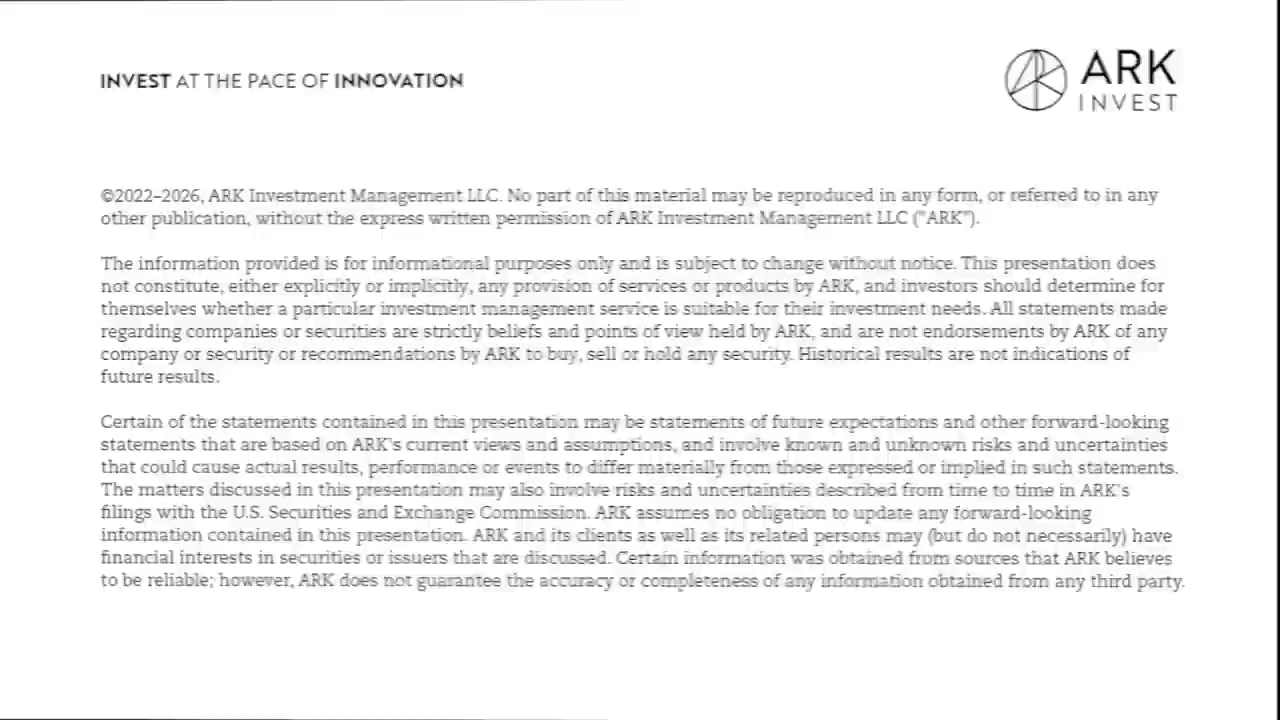 INVEST AT THE PACE OF INNOVATION
ARK
INVEST
©2022–2026, ARK Investment Management LLC. No part of this material may be reproduced in any form, or referred to in any
other publication, without the express written permission of ARK Investment Management LLC ("ARK").
The information provided is for informational purposes only and is subject to change without notice. This presentation does
not constitute, either explicitly or implicitly, any provision of services or products by ARK, and investors should determine for
themselves whether a particular investment management service is suitable for their investment needs. All statements made
regarding companies or securities are strictly beliefs and points of view held by ARK, and are not endorsements by ARK of any
company or security or recommendations by ARK to buy, sell or hold any security. Historical results are not indications of
future results.
Certain of the statements contained in this presentation may be statements of future expectations and other forward-looking
statements that are based on ARK's current views and assumptions, and involve known and unknown risks and uncertainties
that could cause actual results, performance or events to differ materially from those expressed or implied in such statements.
The matters discussed in this presentation may also involve risks and uncertainties described from time to time in ARK's
filings with the U.S. Securities and Exchange Commission. ARK assumes no obligation to update any forward-looking
information contained in this presentation. ARK and its clients as well as its related persons may (but do not necessarily) have
financial interests in securities or issuers that are discussed. Certain information was obtained from sources that ARK believes
to be reliable; however, ARK does not guarantee the accuracy or completeness of any information obtained from any third party.